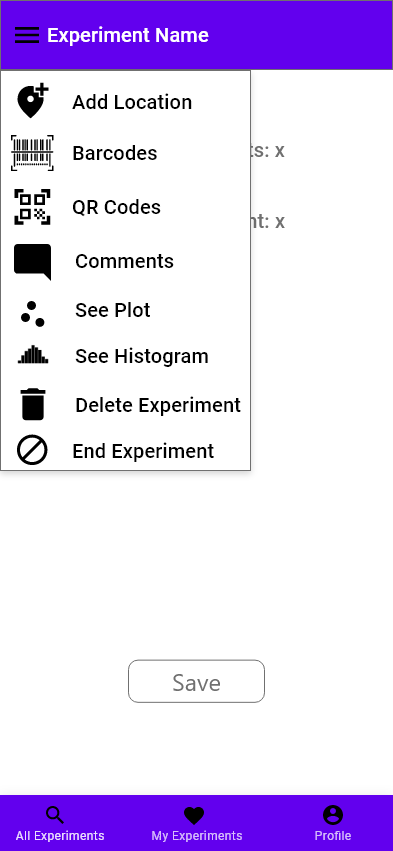 Experiment Name
Add Location
Barcodes
ts: x
QR Codes
nt: x
Comments
See Plot
See Histogram
Delete Experiment
End Experiment
Save
All Experiments
My Experiments
Profile